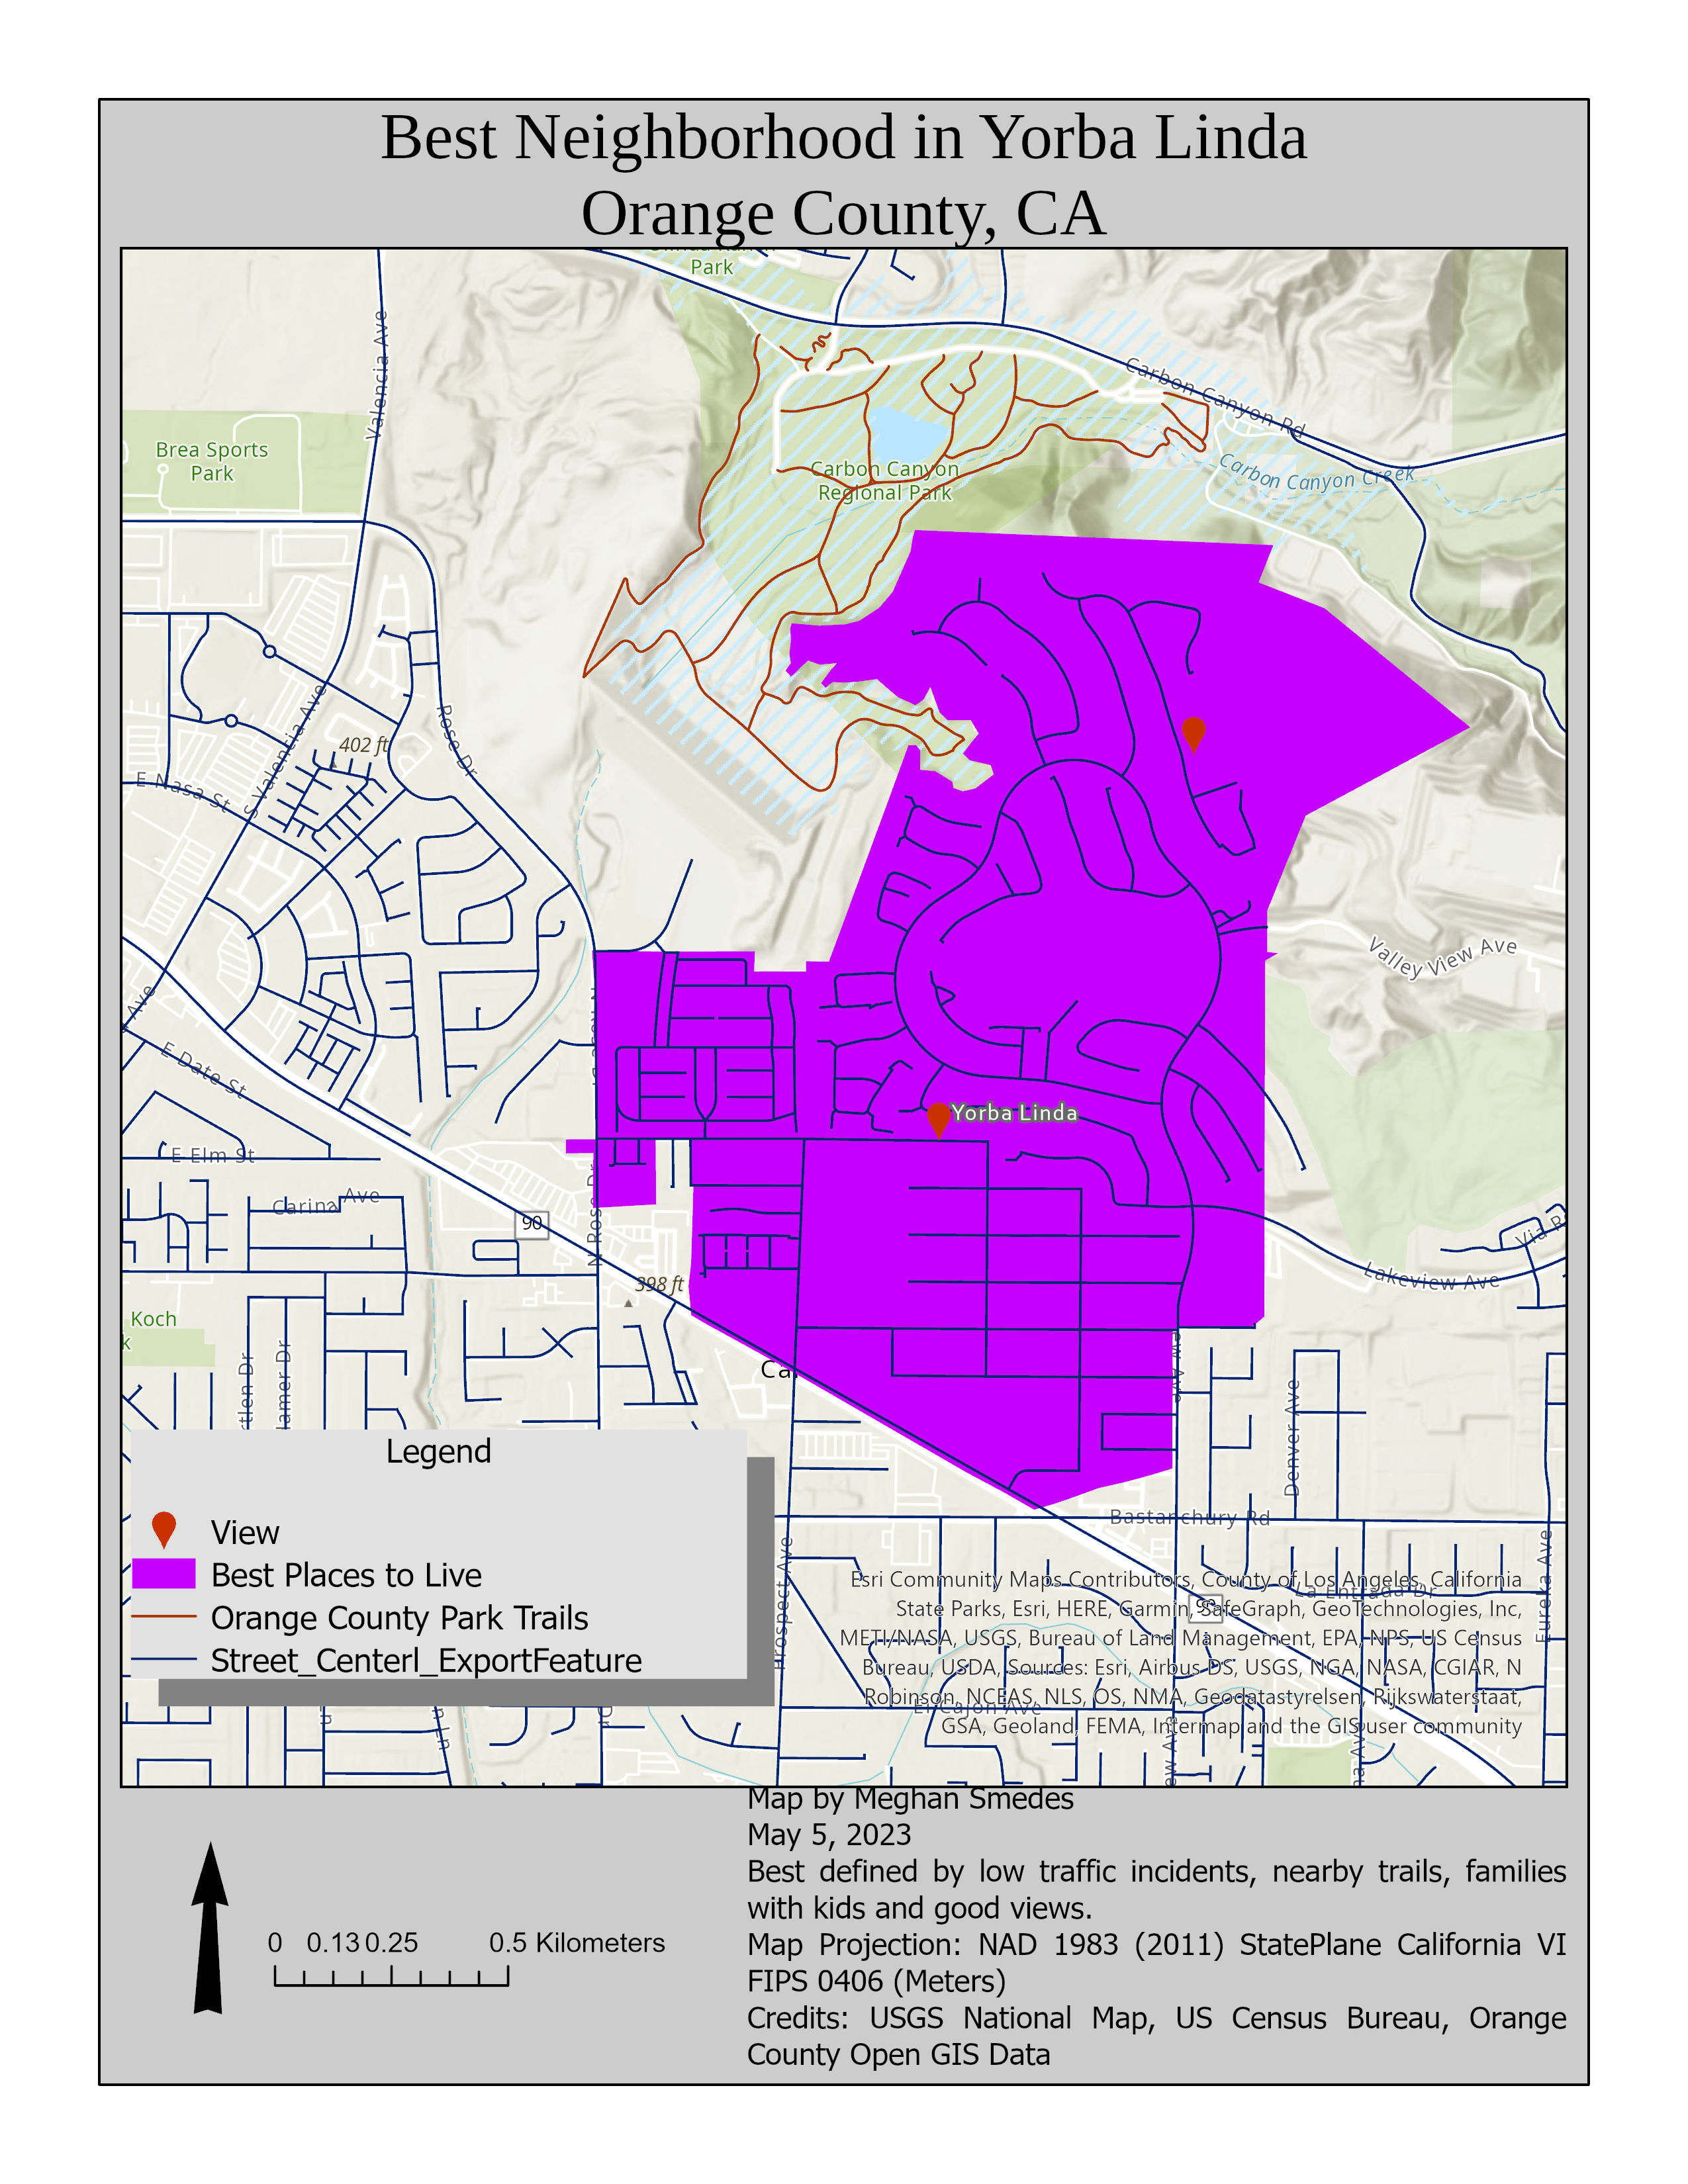 Best Neighborhood in Yorba Linda
Orange County, CA
Park
Valencia Ave
Carbon Canyon Rd
Brea Sports
Park
Carbon Canyon
Regional Park
Carbon Canyon Creek
402 ft
Rose Dr
S Valencia Ave
E Nasa St
Valley View Ave
Ave
E Date St
Yorba Linda
E Elm St
Carina Ave
90
N Rose Dr
398 ft
Lakeview Ave
Koch
k
Denver Ave
Bastanchury Rd
Prospect Ave
La Entrada Dr
Eureka Ave
El Cajon Ave
Legend
View
Best Places to Live
Orange County Park Trails
Street_Centerl_ExportFeature
Esri Community Maps Contributors, County of Los Angeles, California
State Parks, Esri, HERE, Garmin, SafeGraph, GeoTechnologies, Inc,
METI/NASA, USGS, Bureau of Land Management, EPA, NPS, US Census
Bureau, USDA, Sources: Esri, Airbus DS, USGS, NGA, NASA, CGIAR, N
Robinson, NCEAS, NLS, OS, NMA, Geodatastyrelsen, Rijkswaterstaat,
GSA, Geoland, FEMA, Intermap and the GIS user community
Map by Meghan Smedes
May 5, 2023
Best defined by low traffic incidents, nearby trails, families
with kids and good views.
Map Projection: NAD 1983 (2011) StatePlane California VI
FIPS 0406 (Meters)
Credits: USGS National Map, US Census Bureau, Orange
County Open GIS Data
0 0.13 0.25 0.5 Kilometers